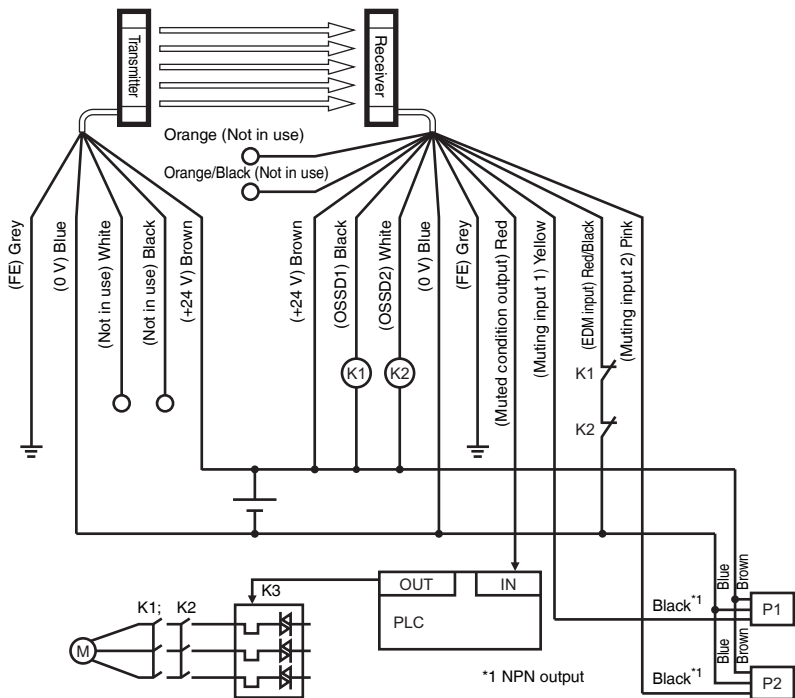 Transmitter
Receiver
Orange (Not in use)
Orange/Black (Not in use)
(FE) Grey
(0 V) Blue
(Not in use) White
(Not in use) Black
(+24 V) Brown
(+24 V) Brown
(OSSD1) Black
(OSSD2) White
(0 V) Blue
(FE) Grey
(Muted condition output) Red
(Muting input 1) Yellow
(EDM input) Red/Black
(Muting input 2) Pink
K1
K2
K1
K2
K3
OUT
IN
PLC
K1; K2
M
Blue
Brown
Black*1
P1
Blue
Brown
Black*1
P2
*1 NPN output